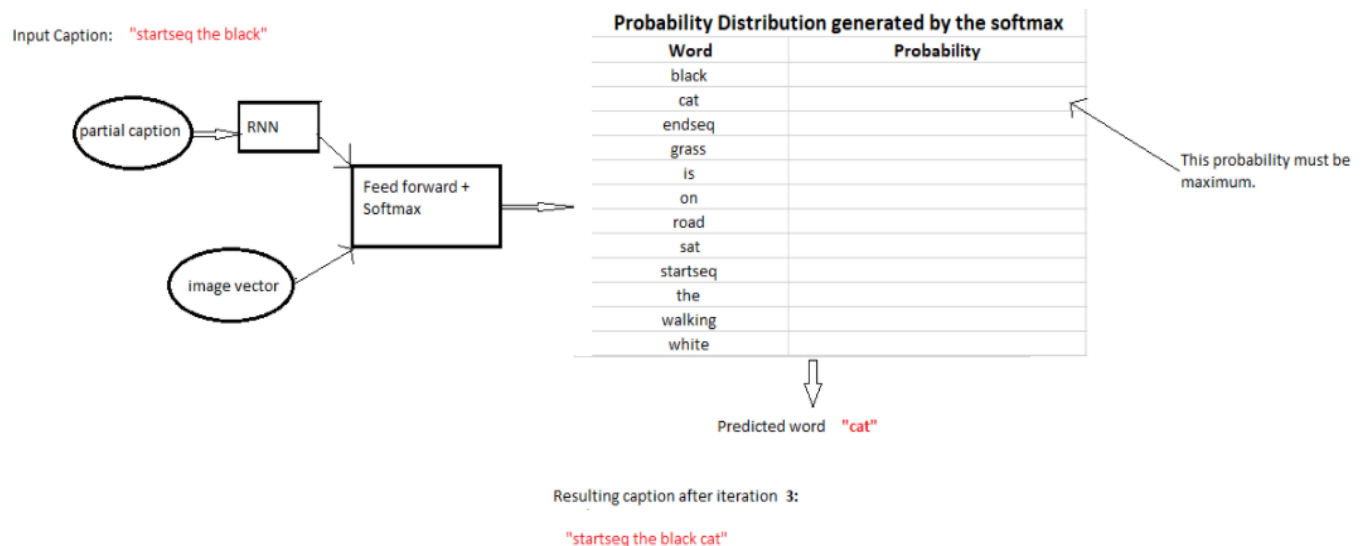 Input Caption: "startseq the black"
partial caption
RNN
Feed forward +
Softmax
image vector
Probability Distribution generated by the softmax
Word Probability
black
cat
endseq
grass
is
on
road
sat
startseq
the
walking
white
This probability must be
maximum.
Predicted word "cat"
Resulting caption after iteration 3:
"startseq the black cat"